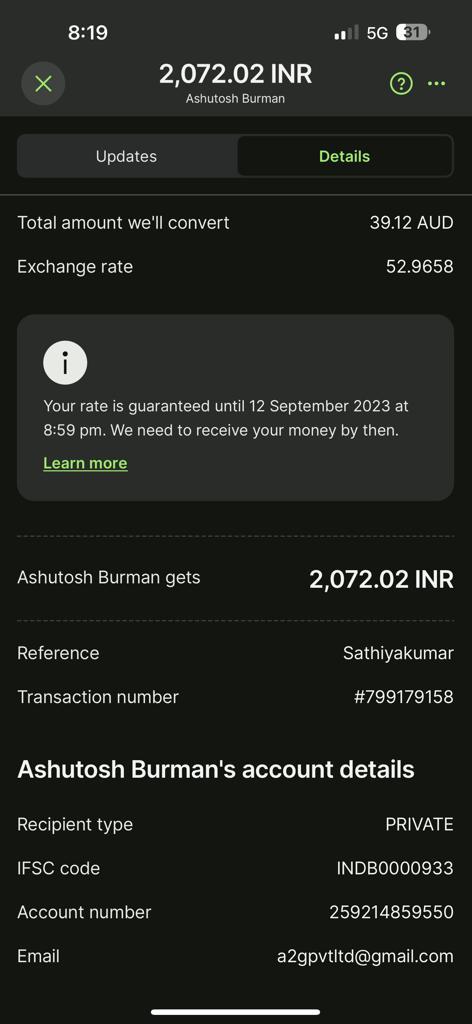 8:19 5G 31
2,072.02 INR
Ashutosh Burman
Updates Details
Total amount we'll convert 39.12 AUD
Exchange rate 52.9658
Your rate is guaranteed until 12 September 2023 at
8:59 pm. We need to receive your money by then.
Learn more
Ashutosh Burman gets 2,072.02 INR
Reference Sathiyakumar
Transaction number #799179158
Ashutosh Burman's account details
Recipient type PRIVATE
IFSC code INDB0000933
Account number 259214859550
Email a2gpvtltd@gmail.com